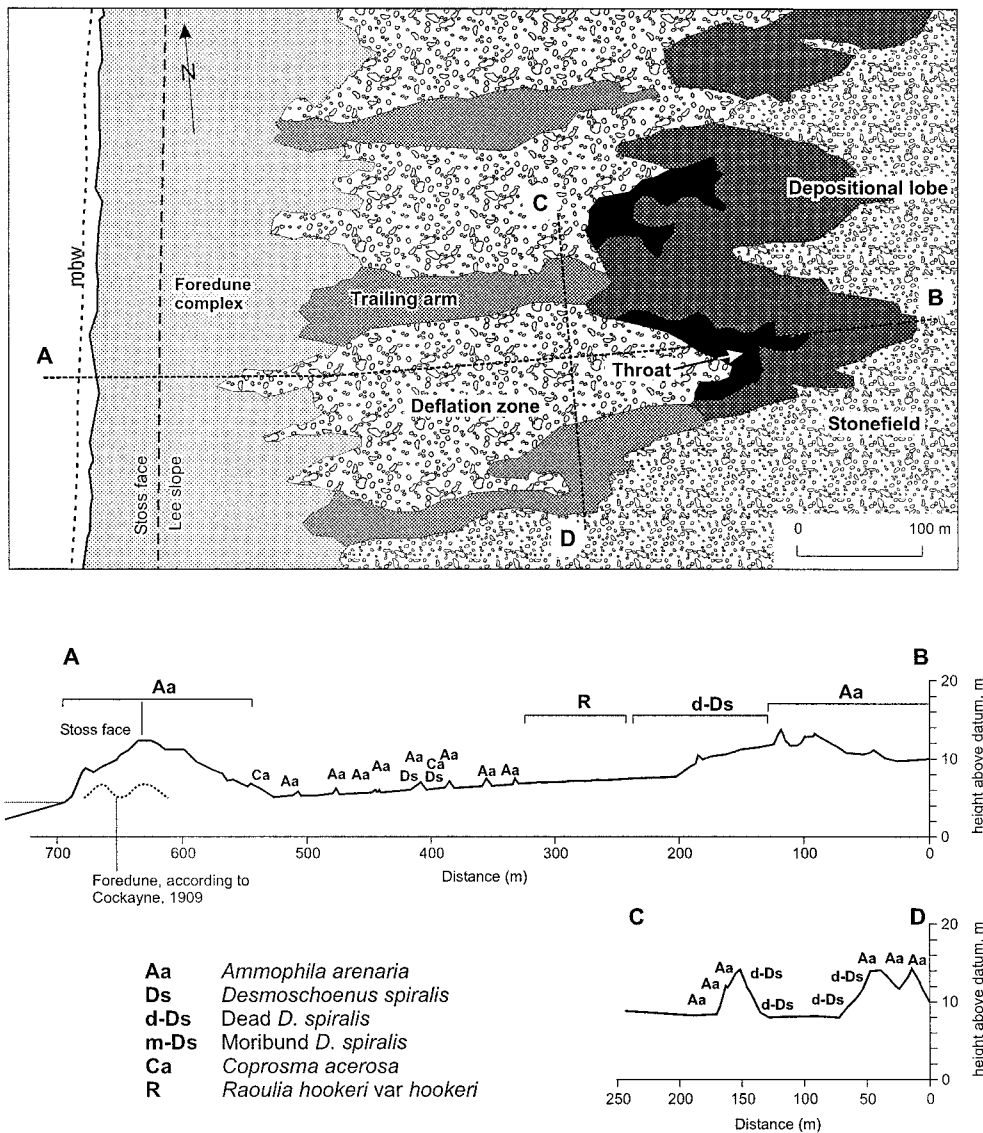 N
mhw
Foredune
complex
Stoss face
Lee slope
A
C
Trailing arm
Deflation zone
Throat
Depositional lobe
B
Stonefield
D
0 100 m
A B
Aa
Stoss face
Ca Aa Aa Aa Aa Aa Ds Ca Ds Aa Aa Aa
R
d-Ds
Aa
20
10
0
height above datum, m
700 600 500 400 300 200 100 0
Distance (m)
Foredune, according to
Cockayne, 1909
C D
Aa Aa Aa d-Ds d-Ds d-Ds d-Ds Aa Aa Aa
20
10
0
height above datum, m
250 200 150 100 50 0
Distance (m)
Aa Ammophila arenaria
Ds Desmoschoenus spiralis
d-Ds Dead D. spiralis
m-Ds Moribund D. spiralis
Ca Coprosma acerosa
R Raoulia hookeri var hookeri